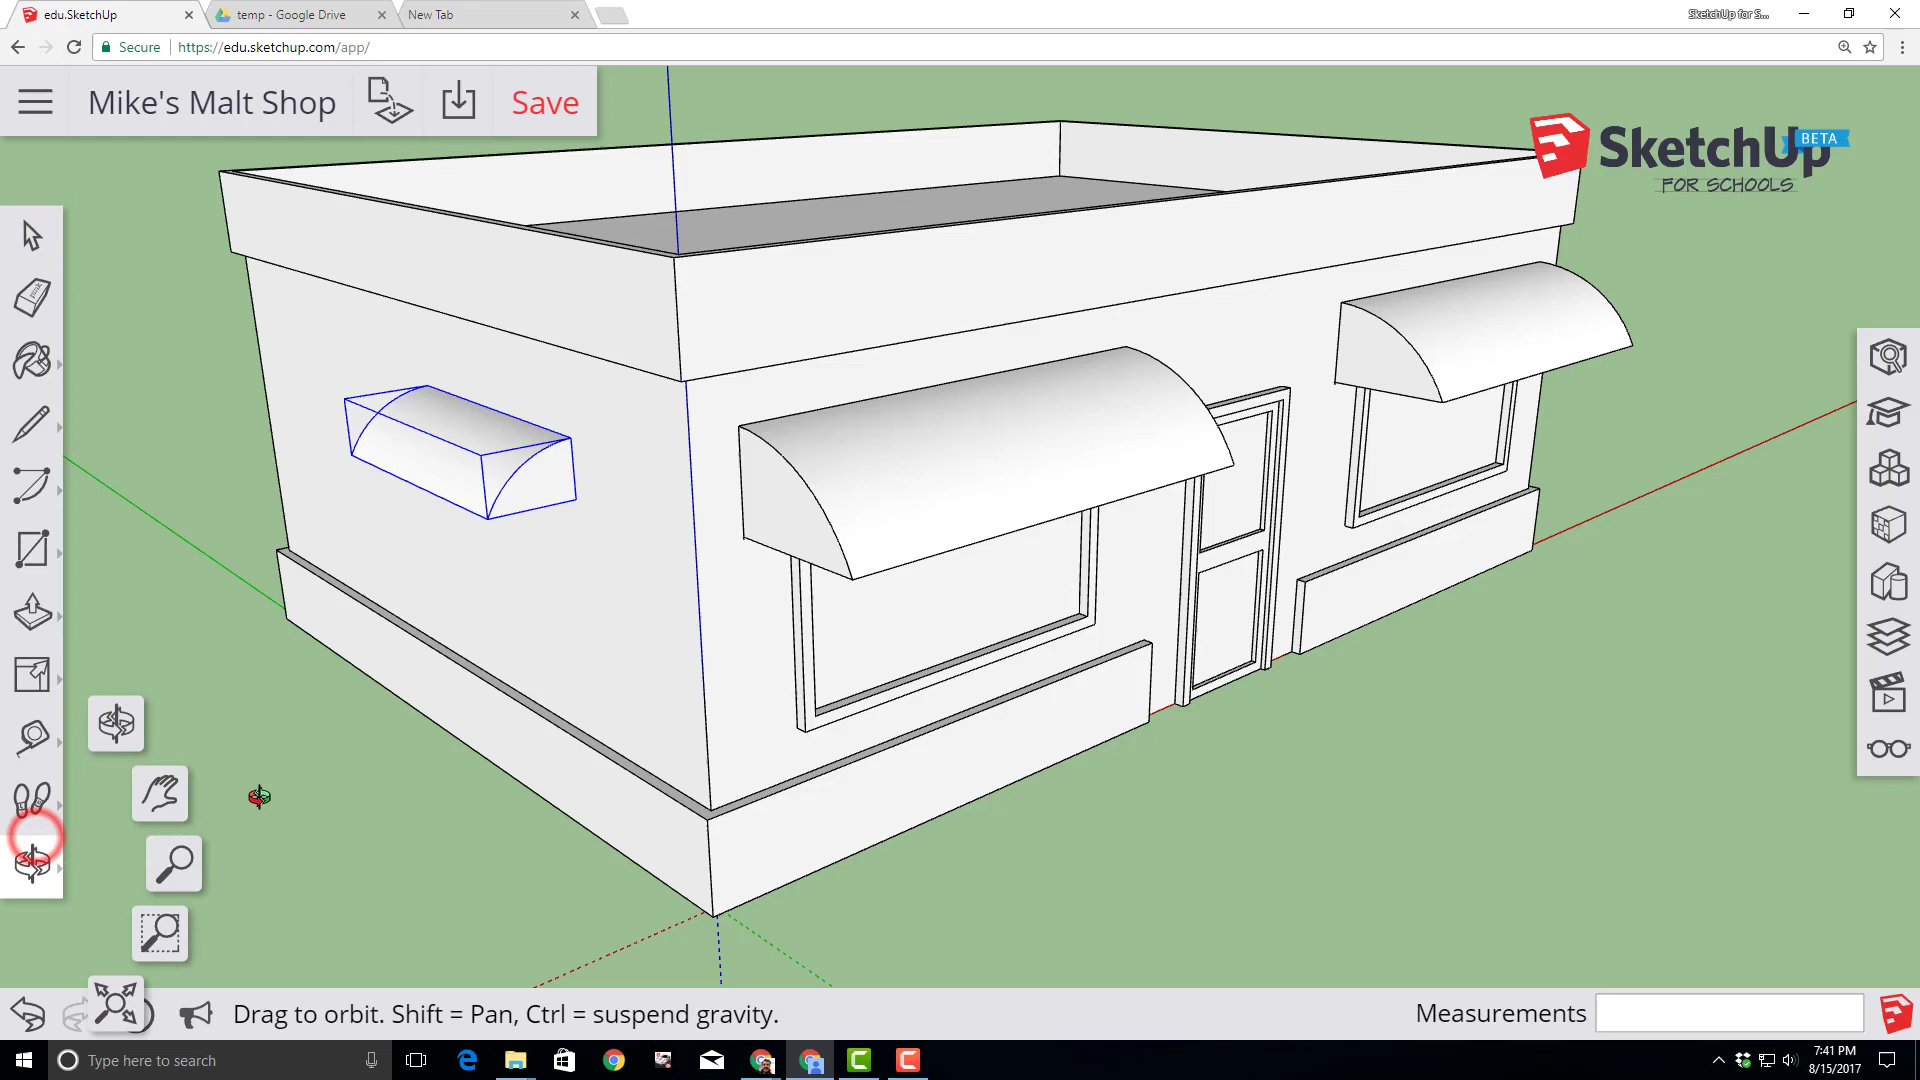 edu.SketchUp
temp - Google Drive
New Tab
SketchUp for S...
Secure
https://edu.sketchup.com/app/
Mike's Malt Shop
Save
SketchUp
BETA
FOR SCHOOLS
Drag to orbit. Shift = Pan, Ctrl = suspend gravity.
Measurements
Type here to search
7:41 PM
8/15/2017